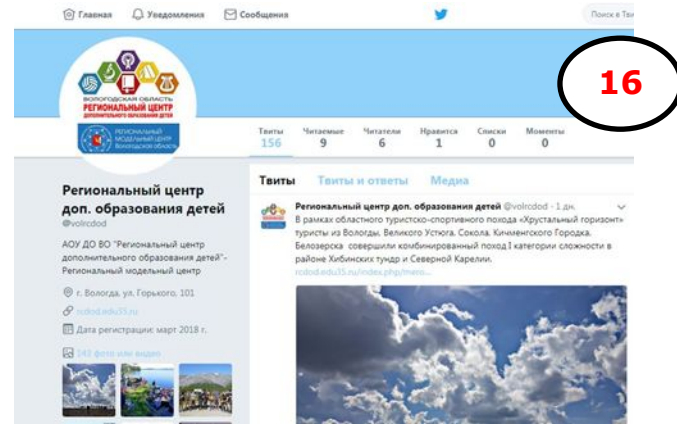 Главная Уведомления Сообщения
Поиск в Тви
16
ВОЛОГОДСКАЯ ОБЛАСТЬ
РЕГИОНАЛЬНЫЙ ЦЕНТР
ДОПОЛНИТЕЛЬНОГО ОБРАЗОВАНИЯ ДЕТЕЙ
РЕГИОНАЛЬНЫЙ
МОДЕЛЬНЫЙ ЦЕНТР
Вологодская область
Твиты Читаемые Читатели Нравится Списки Моменты
156 9 6 1 0 0
Региональный центр
доп. образования детей
@volrcdod
АОУ ДО ВО "Региональный центр
дополнительного образования детей"-
Региональный модельный центр
г. Вологда, ул. Горького, 101
rcdod.edu35.ru
Дата регистрации: март 2018 г.
142 фото или видео
Твиты Твиты и ответы Медиа
Региональный центр доп. образования детей @volrcdod · 1 дн.
В рамках областного туристско-спортивного похода «Хрустальный горизонт»
туристы из Вологды, Великого Устюга, Сокола, Кичменгского Городка,
Белозерска совершили комбинированный поход I категории сложности в
районе Хибинских тундр и Северной Карелии.
rcdod.edu35.ru/index.php/mero...